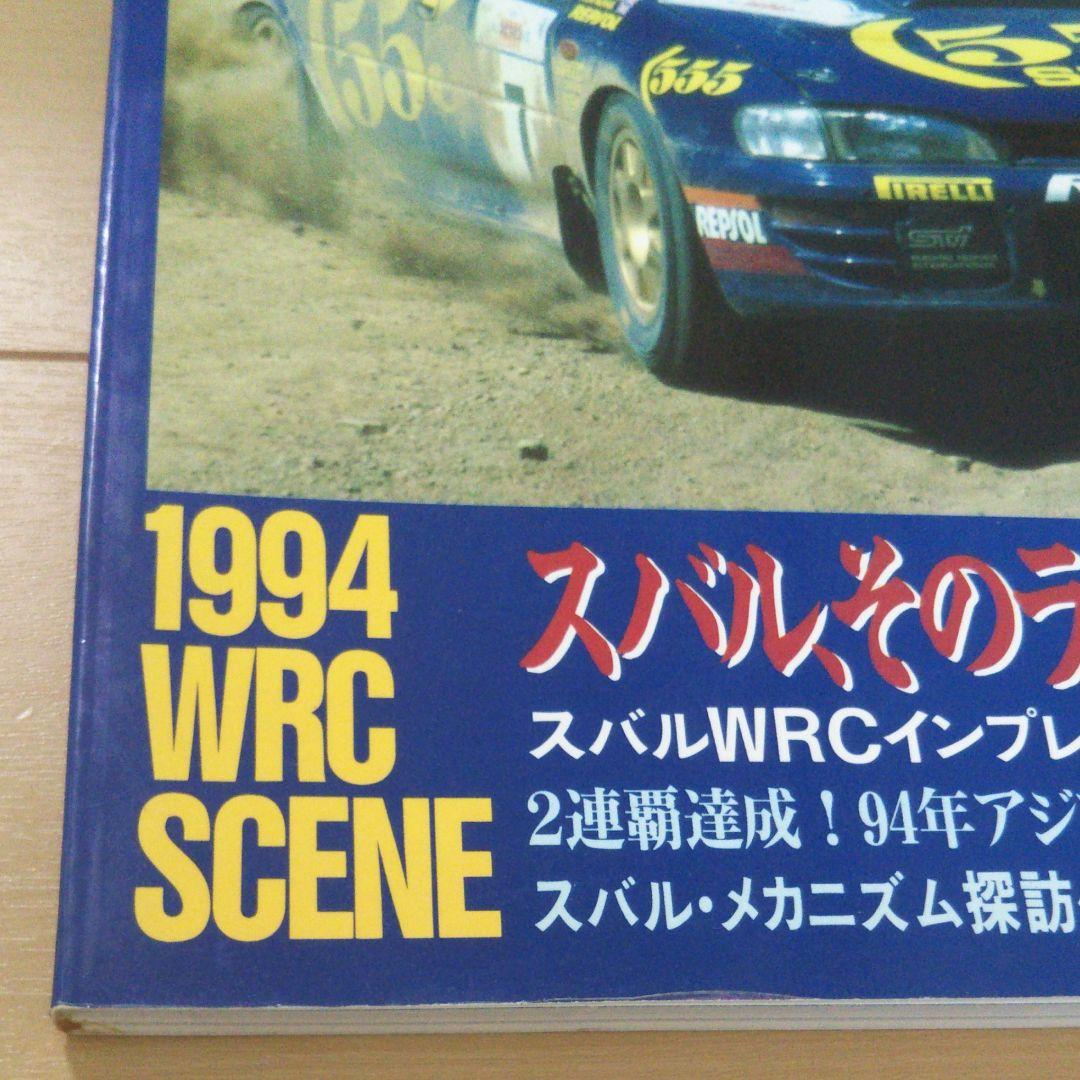 555
REPSOL
555
555
PIRELLI
REPSOL
STi
1994
WRC
SCENE
スバル、そのラ
スバルWRCインプレ
2連覇達成！94年アジ
スバル・メカニズム探訪